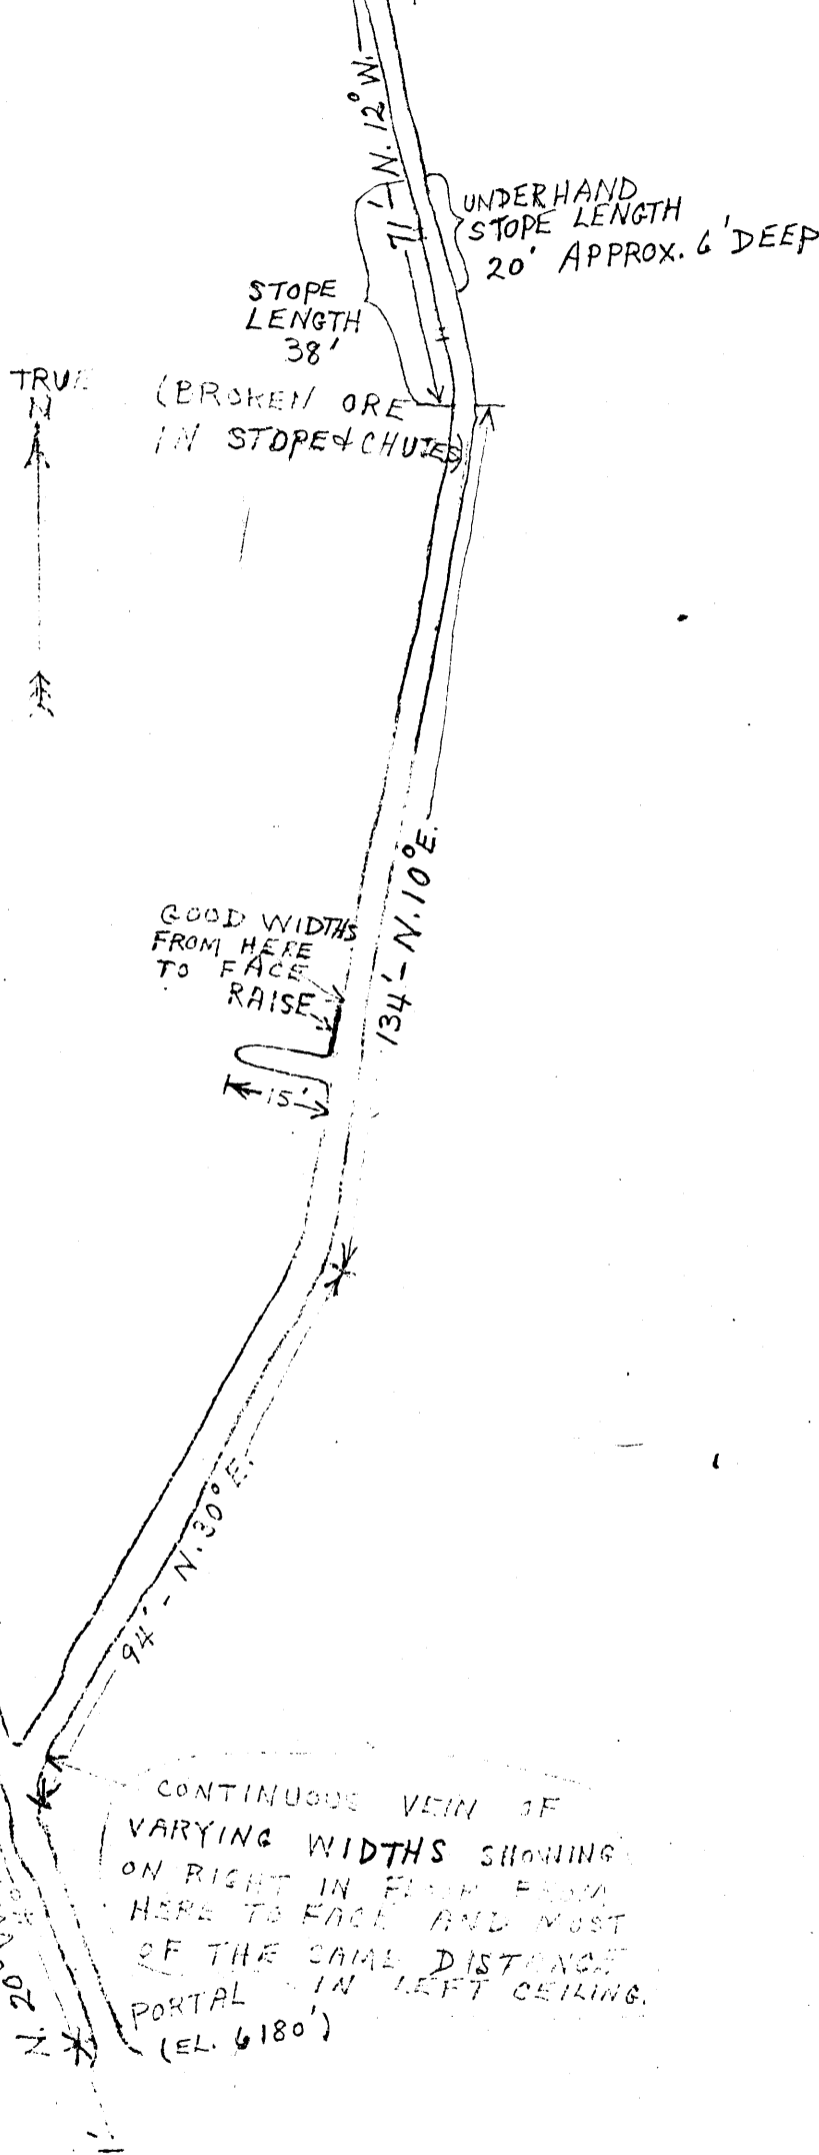 71' - N. 12° W.
UNDERHAND
STOPE LENGTH
20' APPROX. 6' DEEP
STOPE
LENGTH
38'
TRUE
N
(BROKEN ORE
IN STOPE & CHUTES)
134' - N. 10° E.
GOOD WIDTHS
FROM HERE
TO FACE
RAISE
15'
94' - N. 30° E.
CONTINUOUS VEIN OF
VARYING WIDTHS SHOWING
ON RIGHT IN FLOOR FROM
HERE TO FACE AND MOST
OF THE SAME DISTANCE
IN LEFT CEILING.
PORTAL
(EL. 6180')
N. 20°